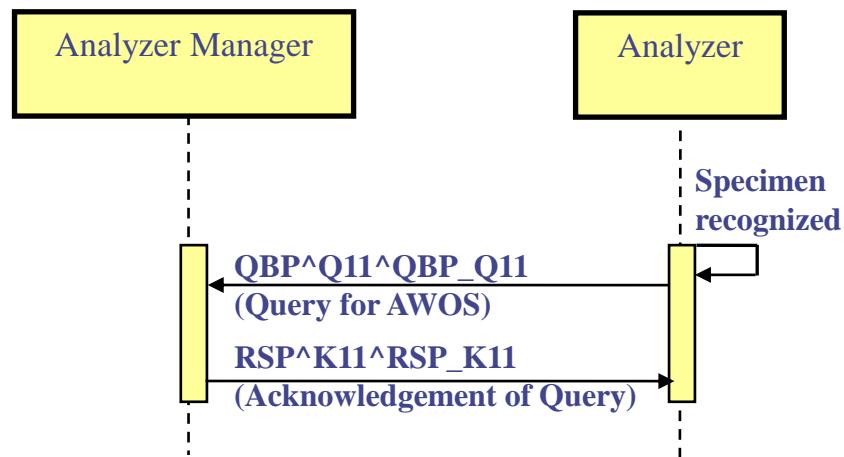 Analyzer Manager
Analyzer
Specimen
recognized
QBP^Q11^QBP_Q11
(Query for AWOS)
RSP^K11^RSP_K11
(Acknowledgement of Query)